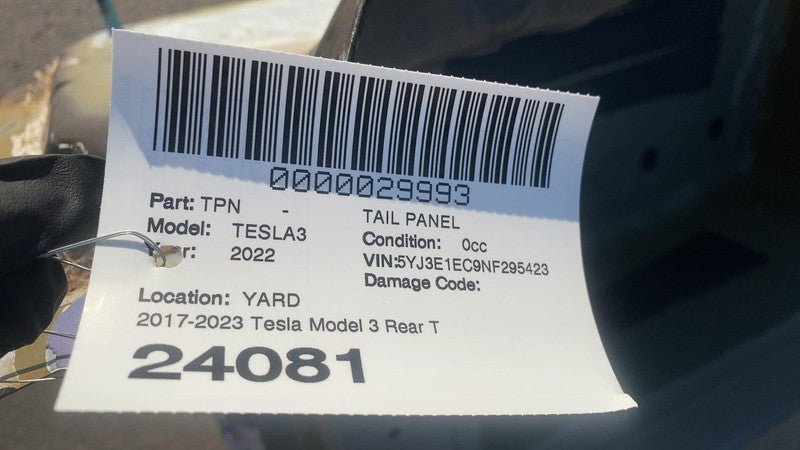 0000029993
Part: TPN - TAIL PANEL
Model: TESLA3 Condition: 0cc
2022 VIN:5YJ3E1EC9NF295423
Damage Code:
Location: YARD
2017-2023 Tesla Model 3 Rear T
24081